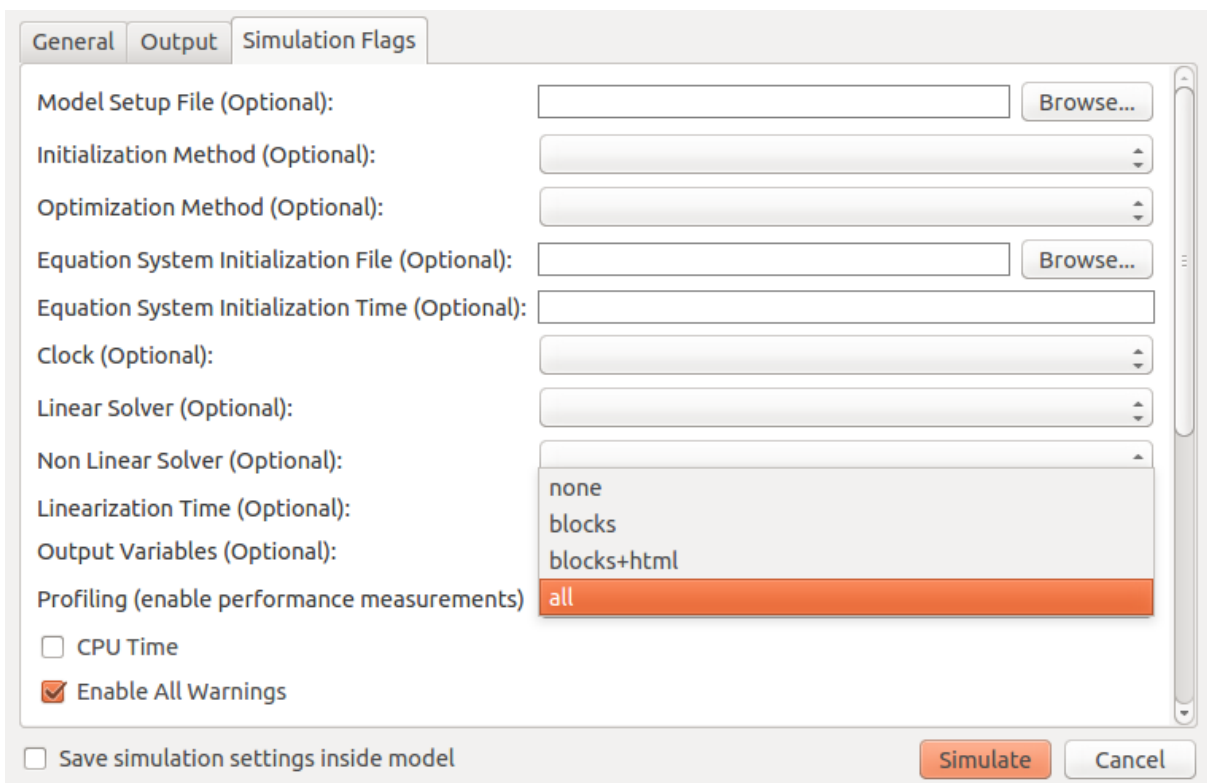 General Output Simulation Flags
Model Setup File (Optional): Browse...
Initialization Method (Optional):
Optimization Method (Optional):
Equation System Initialization File (Optional): Browse...
Equation System Initialization Time (Optional):
Clock (Optional):
Linear Solver (Optional):
Non Linear Solver (Optional):
none
Linearization Time (Optional):
blocks
Output Variables (Optional):
blocks+html
Profiling (enable performance measurements) all
CPU Time
Enable All Warnings
Save simulation settings inside model Simulate Cancel